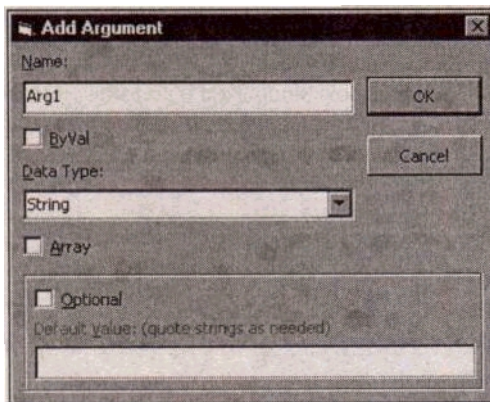 Add Argument
Name:
Arg1
OK
ByVal
Cancel
Data Type:
String
Array
Optional
Default Value: (quote strings as needed)